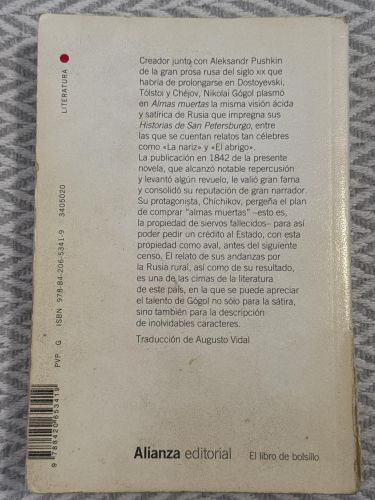 LITERATURA
Creador junto con Aleksandr Pushkin
de la gran prosa rusa del siglo XIX que
habría de prolongarse en Dostoyevski,
Tólstoi y Chéjov, Nikolai Gógol plasmó
en Almas muertas la misma visión ácida
y satírica de Rusia que impregna sus
Historias de San Petersburgo, entre
las que se cuentan relatos tan célebres
como «La nariz» y «El abrigo».
La publicación en 1842 de la presente
novela, que alcanzó notable repercusión
y levantó algún revuelo, le valió gran fama
y consolidó su reputación de gran narrador.
Su protagonista, Chíchikov, pergeña el plan
de comprar "almas muertas" –esto es,
la propiedad de siervos fallecidos– para así
poder pedir un crédito al Estado, con esta
propiedad como aval, antes del siguiente
censo. El relato de sus andanzas por
la Rusia rural, así como de su resultado,
es una de las cimas de la literatura
de este país, en la que se puede apreciar
el talento de Gógol no sólo para la sátira,
sino también para la descripción
de inolvidables caracteres.
Traducción de Augusto Vidal
PVP G ISBN 978-84-206-5341-9 3405020
9 788420 653419
Alianza editorial El libro de bolsillo